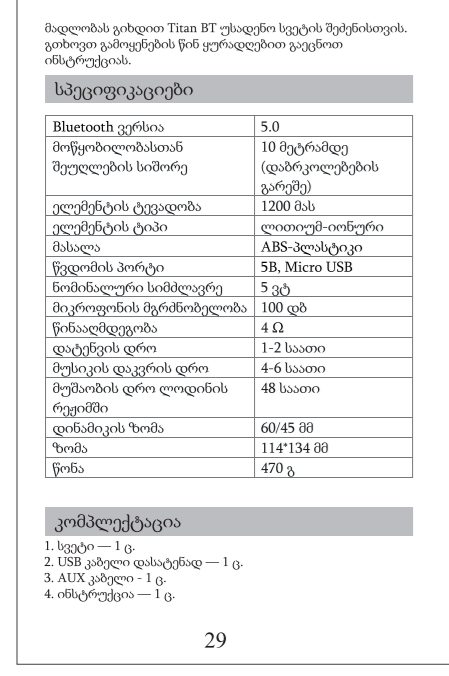 მადლობას გიხდით Titan BT უსადენო სვეტის შეძენისთვის.
გთხოვთ გამოყენების წინ ყურადღებით გაეცნოთ
ინსტრუქციას.
სპეციფიკაციები
Bluetooth ვერსია 5.0
მოწყობილობასთან 10 მეტრამდე
შეუღლების სიშორე (დაბრკოლებების
გარეშე)
ელემენტის ტევადობა 1200 მას
ელემენტის ტიპი ლითიუმ-იონური
მასალა ABS-პლასტიკი
წვდომის პორტი 5В, Micro USB
ნომინალური სიმძლავრე 5 ვტ
მიკროფონის მგრძნობელობა 100 დბ
წინააღმდეგობა 4 Ω
დატენვის დრო 1-2 საათი
მუსიკის დაკვრის დრო 4-6 საათი
მუშაობის დრო ლოდინის 48 საათი
რეჟიმში
დინამიკის ზომა 60/45 მმ
ზომა 114*134 მმ
წონა 470 გ
კომპლექტაცია
1. სვეტი — 1 ც.
2. USB კაბელი დასატენად — 1 ც.
3. AUX კაბელი - 1 ც.
4. ინსტრუქცია — 1 ც.
29